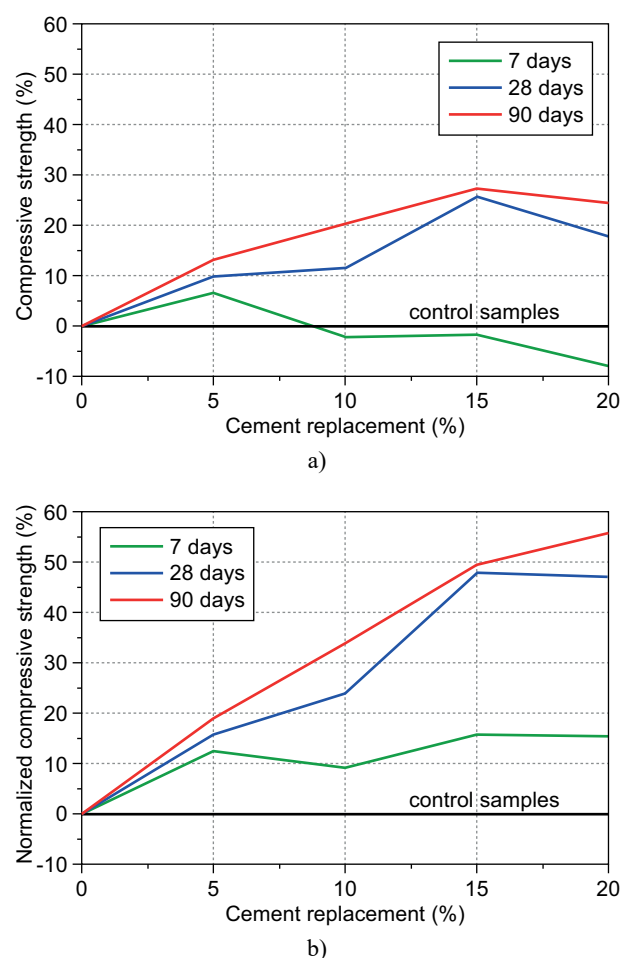 60
50
40
30
20
10
0
-10
Compressive strength (%)
7 days
28 days
90 days
control samples
0 5 10 15 20
Cement replacement (%)
a)
60
50
40
30
20
10
0
-10
Normalized compressive strength (%)
7 days
28 days
90 days
control samples
0 5 10 15 20
Cement replacement (%)
b)